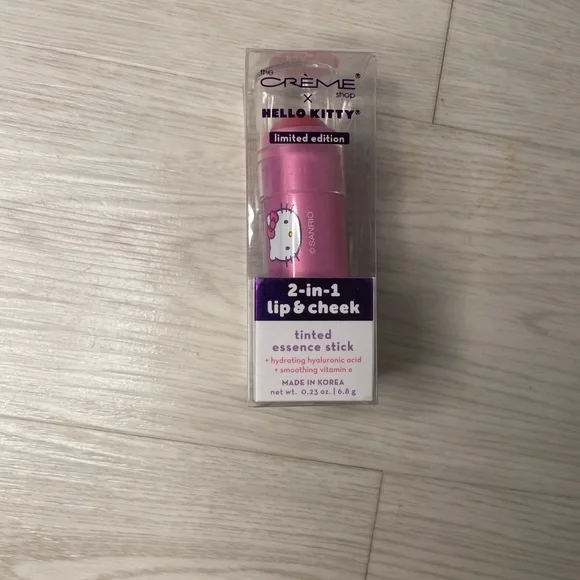 the
CRÈME®
shop
×
HELLO KITTY®
limited edition
© SANRIO
2-in-1
lip & cheek
tinted
essence stick
+ hydrating hyaluronic acid
+ smoothing vitamin e
MADE IN KOREA
net wt. 0.23 oz. | 6.8 g